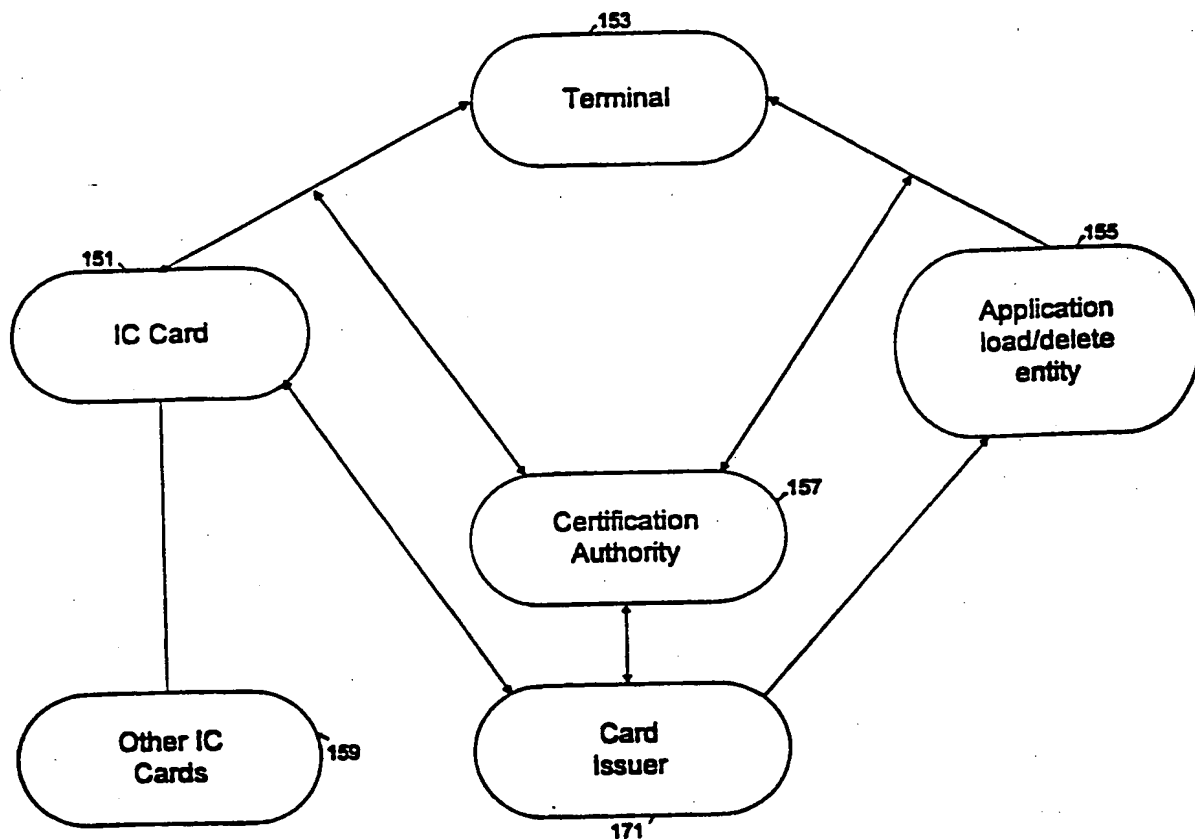 153
Terminal
151
IC Card
155
Application
load/delete
entity
157
Certification
Authority
Other IC
Cards
159
Card
Issuer
171